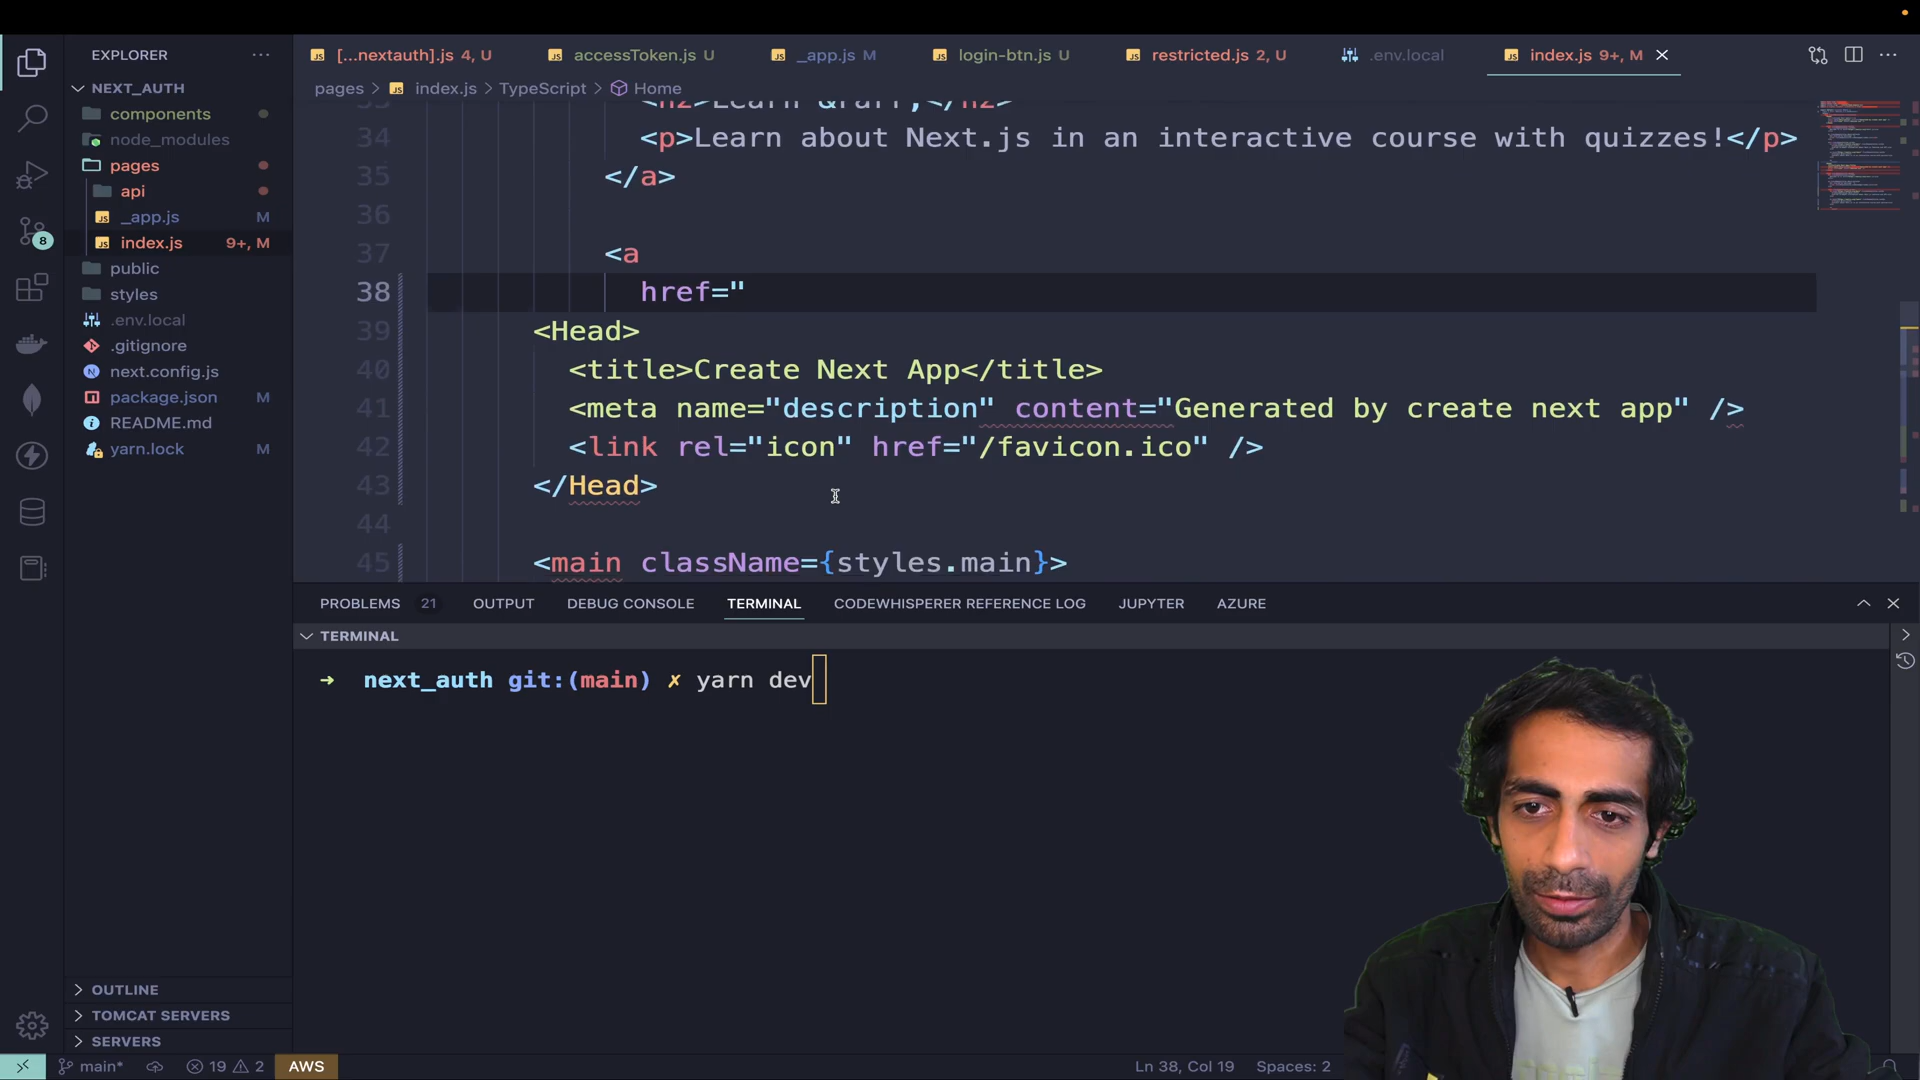 EXPLORER
NEXT_AUTH
components
node_modules
pages
api
_app.js M
index.js 9+, M
public
styles
.env.local
.gitignore
next.config.js
package.json M
README.md
yarn.lock M
OUTLINE
TOMCAT SERVERS
SERVERS
8
[...nextauth].js 4, U
accessToken.js U
_app.js M
login-btn.js U
restricted.js 2, U
.env.local
index.js 9+, M
pages > index.js > TypeScript > Home
<h2>Learn &rarr;</h2>
34 <p>Learn about Next.js in an interactive course with quizzes!</p>
35 </a>
36
37 <a
38 href="
39 <Head>
40 <title>Create Next App</title>
41 <meta name="description" content="Generated by create next app" />
42 <link rel="icon" href="/favicon.ico" />
43 </Head>
44
45 <main className={styles.main}>
PROBLEMS 21 OUTPUT DEBUG CONSOLE TERMINAL CODEWHISPERER REFERENCE LOG JUPYTER AZURE
TERMINAL
→ next_auth git:(main) ✗ yarn dev
main* 19 2 AWS
Ln 38, Col 19 Spaces: 2